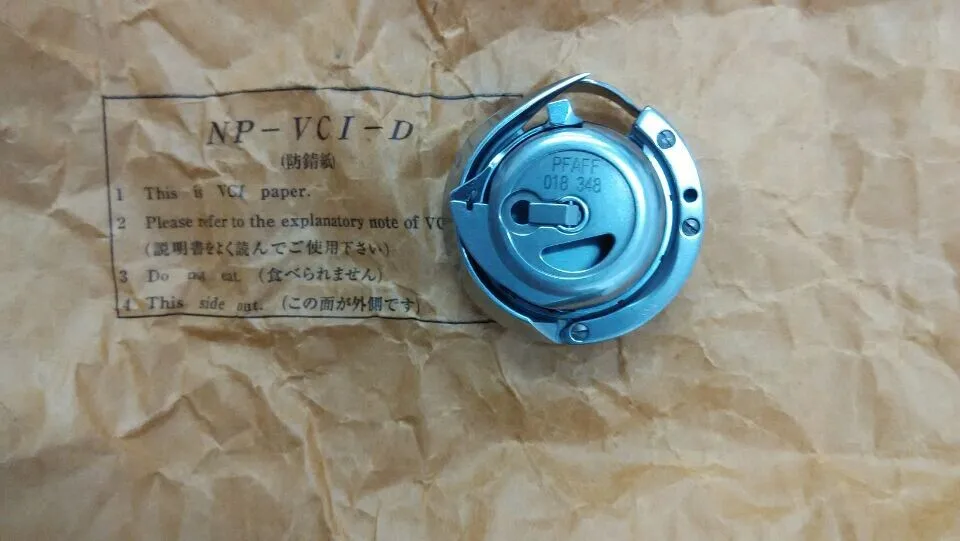 NP-VCI-D
(防錆紙)
1 This is VCI paper.
2 Please refer to the explanatory note of VC
(説明書をよく読んでご使用下さい)
3 Do not eat. (食べられません)
4 This side out. (この面が外側です)
PFAFF
018 348